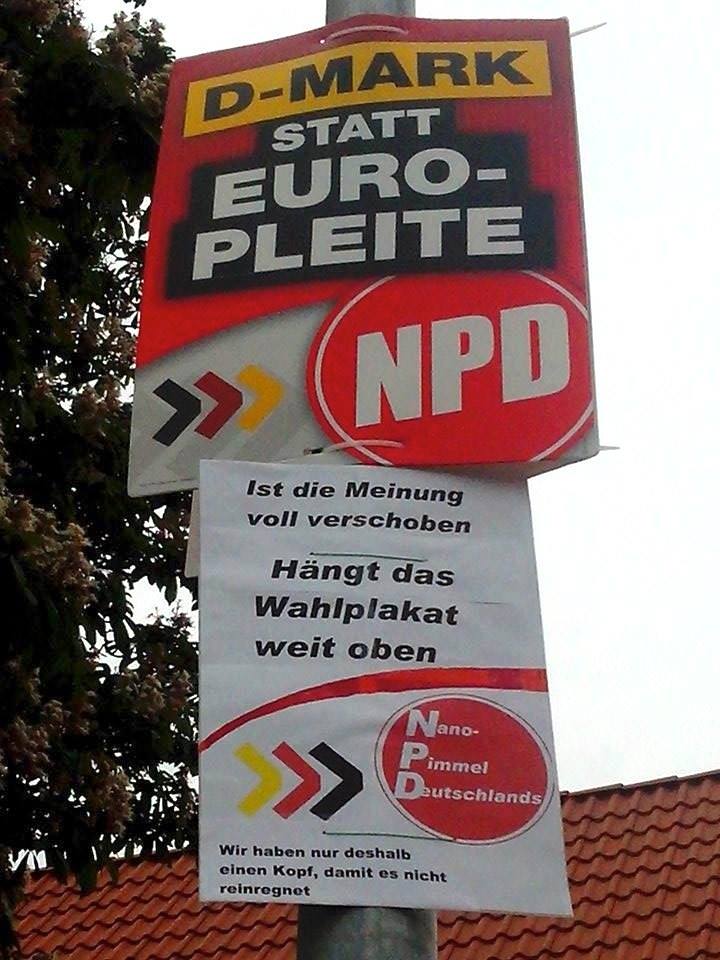 D-MARK
STATT
EURO-
PLEITE
NPD
Ist die Meinung
voll verschoben
Hängt das
Wahlplakat
weit oben
Nano-
Pimmel
Deutschlands
Wir haben nur deshalb
einen Kopf, damit es nicht
reinregnet